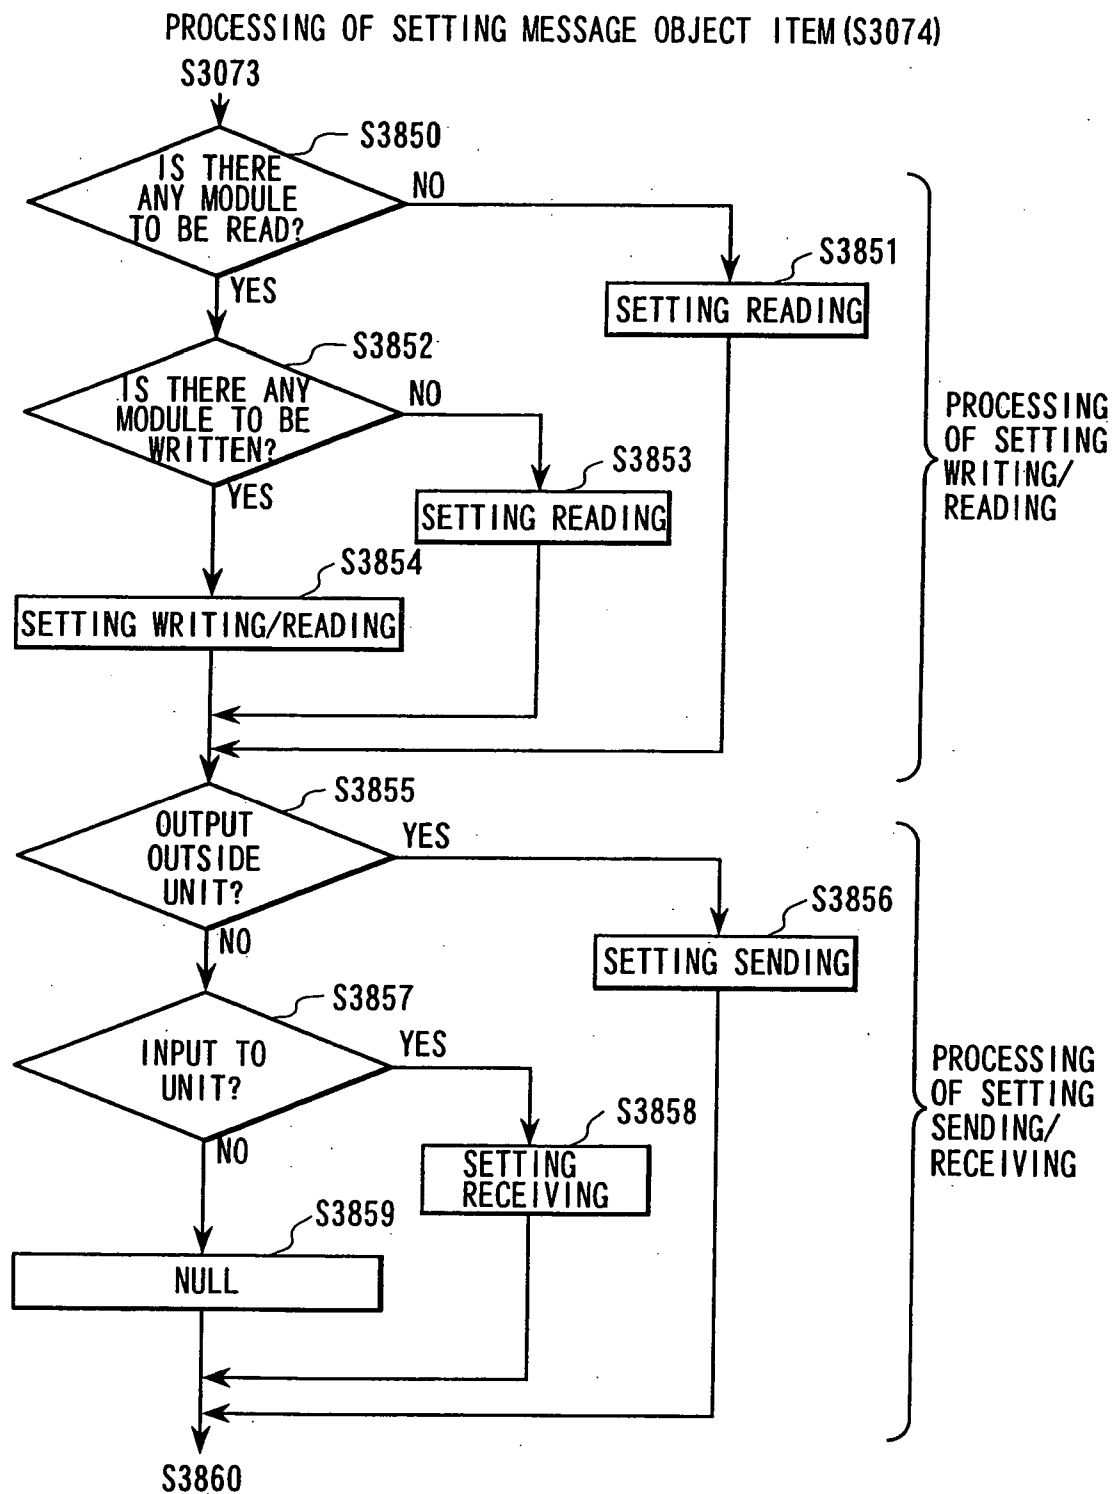 PROCESSING OF SETTING MESSAGE OBJECT ITEM (S3074)
S3073
S3850
IS THERE
ANY MODULE
TO BE READ?
NO
YES
S3851
SETTING READING
S3852
IS THERE ANY
MODULE TO BE
WRITTEN?
NO
YES
S3853
SETTING READING
S3854
SETTING WRITING/READING
PROCESSING
OF SETTING
WRITING/
READING
S3855
OUTPUT
OUTSIDE
UNIT?
YES
NO
S3856
SETTING SENDING
S3857
INPUT TO
UNIT?
YES
NO
S3858
SETTING
RECEIVING
S3859
NULL
PROCESSING
OF SETTING
SENDING/
RECEIVING
S3860